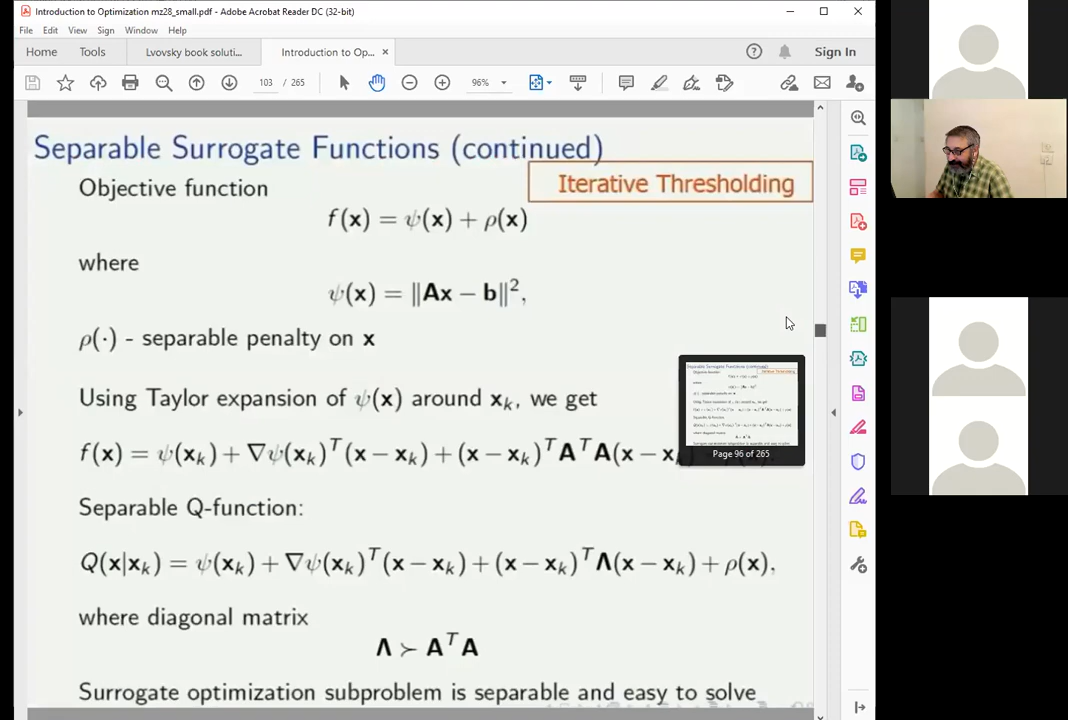 Introduction to Optimization mz28_small.pdf - Adobe Acrobat Reader DC (32-bit)
File Edit View Sign Window Help
Home Tools Lvovsky book soluti... Introduction to Op... × Sign In
103 / 265 96%
Separable Surrogate Functions (continued)
Iterative Thresholding
Objective function
f(x) = ψ(x) + ρ(x)
where
ψ(x) = ‖Ax − b‖²,
ρ(·) - separable penalty on x
Using Taylor expansion of ψ(x) around xₖ, we get
f(x) = ψ(xₖ) + ∇ψ(xₖ)ᵀ(x − xₖ) + (x − xₖ)ᵀAᵀA(x − x
Page 96 of 265
Separable Q-function:
Q(x|xₖ) = ψ(xₖ) + ∇ψ(xₖ)ᵀ(x − xₖ) + (x − xₖ)ᵀΛ(x − xₖ) + ρ(x),
where diagonal matrix
Λ ≻ AᵀA
Surrogate optimization subproblem is separable and easy to solve